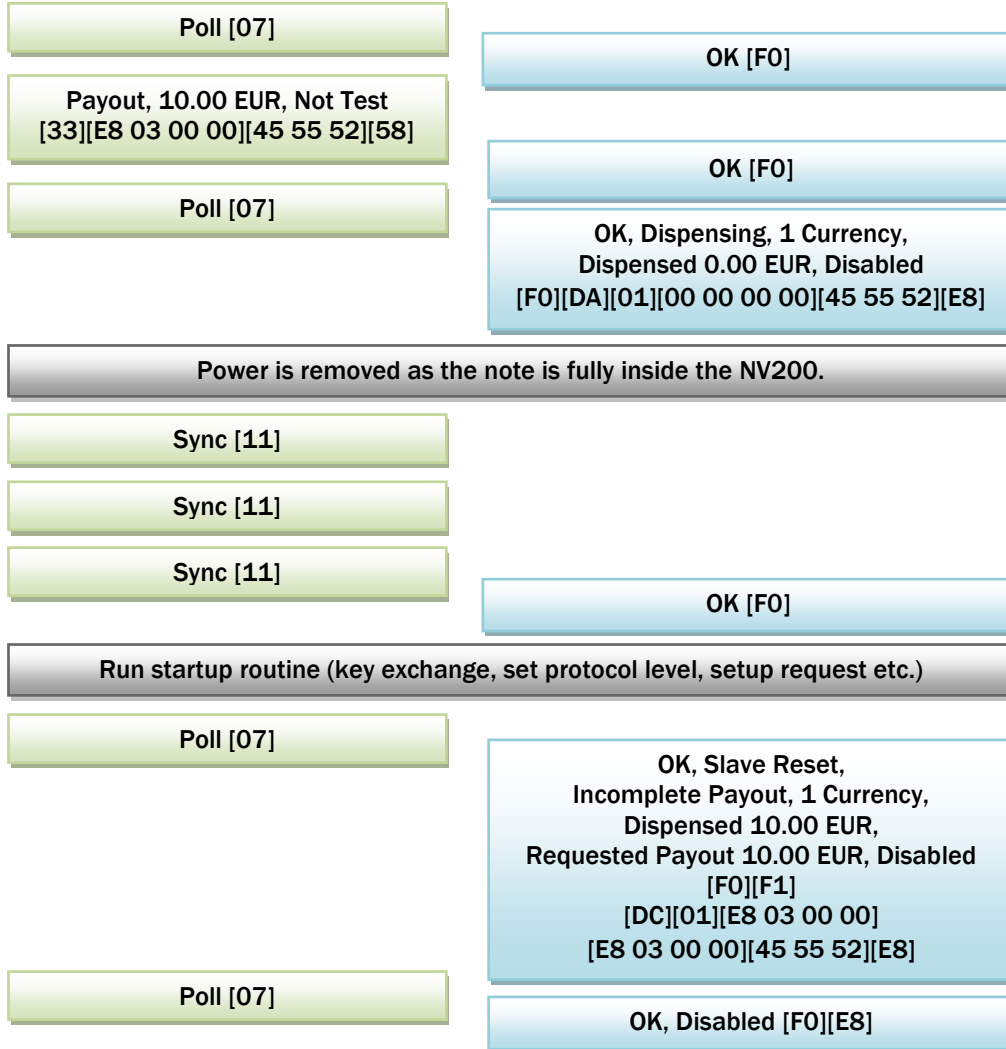 Poll [07]
OK [F0]
Payout, 10.00 EUR, Not Test
[33][E8 03 00 00][45 55 52][58]
OK [F0]
Poll [07]
OK, Dispensing, 1 Currency,
Dispensed 0.00 EUR, Disabled
[F0][DA][01][00 00 00 00][45 55 52][E8]
Power is removed as the note is fully inside the NV200.
Sync [11]
Sync [11]
Sync [11]
OK [F0]
Run startup routine (key exchange, set protocol level, setup request etc.)
Poll [07]
OK, Slave Reset,
Incomplete Payout, 1 Currency,
Dispensed 10.00 EUR,
Requested Payout 10.00 EUR, Disabled
[F0][F1]
[DC][01][E8 03 00 00]
[E8 03 00 00][45 55 52][E8]
Poll [07]
OK, Disabled [F0][E8]